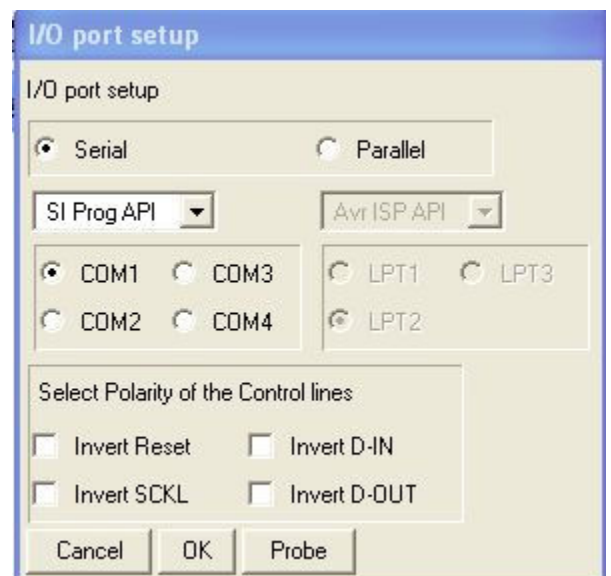 I/O port setup
I/O port setup
Serial Parallel
SI Prog API Avr ISP API
COM1 COM3 LPT1 LPT3
COM2 COM4 LPT2
Select Polarity of the Control lines
Invert Reset Invert D-IN
Invert SCKL Invert D-OUT
Cancel OK Probe